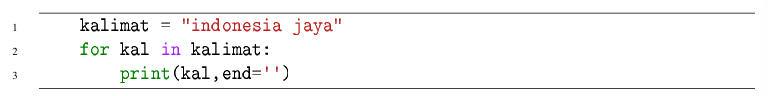 1 kalimat = "indonesia jaya"
2 for kal in kalimat:
3 print(kal,end='')